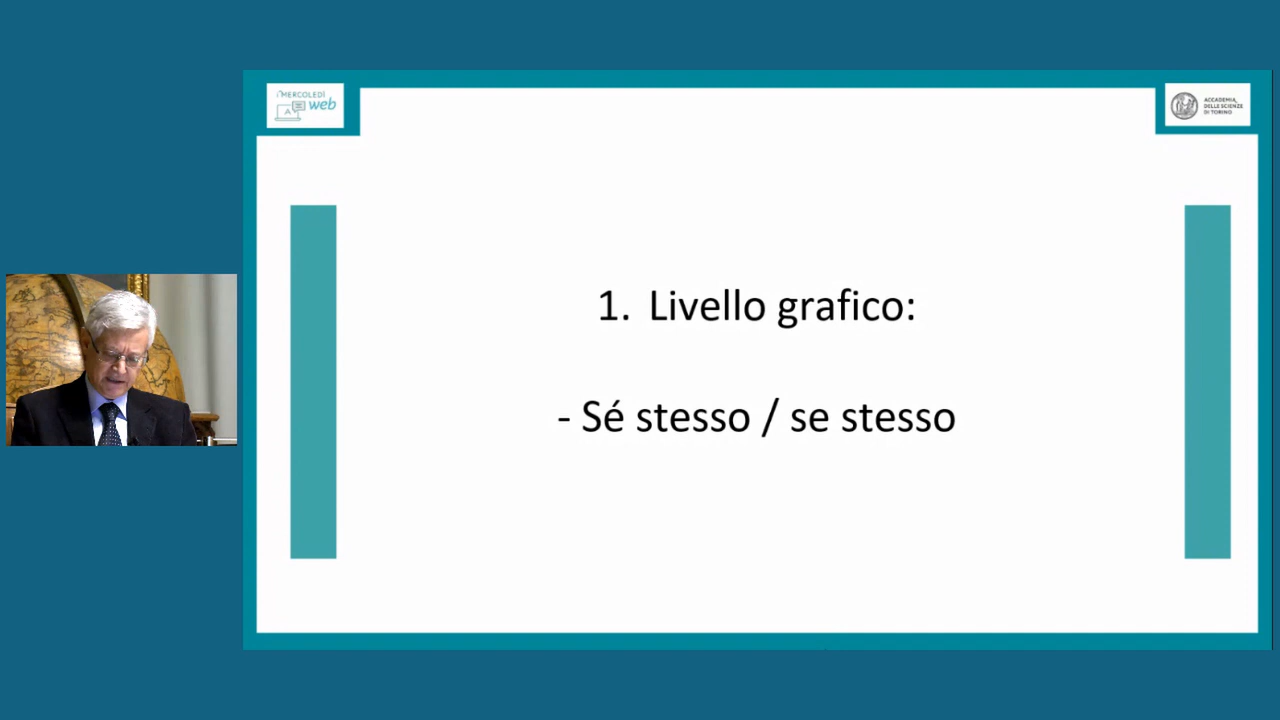 i MERCOLEDÌ
web
A
ACCADEMIA
DELLE SCIENZE
DI TORINO
1. Livello grafico:
- Sé stesso / se stesso